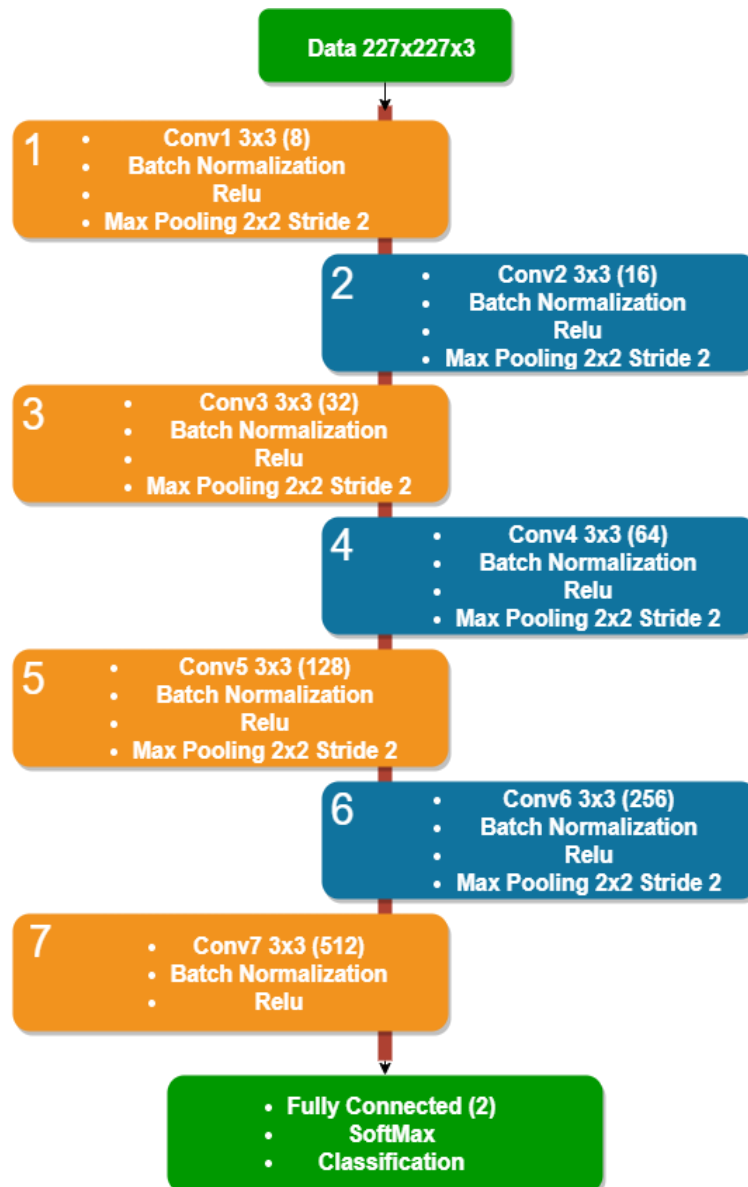 Data 227x227x3
1
• Conv1 3x3 (8)
• Batch Normalization
• Relu
• Max Pooling 2x2 Stride 2
2
• Conv2 3x3 (16)
• Batch Normalization
• Relu
• Max Pooling 2x2 Stride 2
3
• Conv3 3x3 (32)
• Batch Normalization
• Relu
• Max Pooling 2x2 Stride 2
4
• Conv4 3x3 (64)
• Batch Normalization
• Relu
• Max Pooling 2x2 Stride 2
5
• Conv5 3x3 (128)
• Batch Normalization
• Relu
• Max Pooling 2x2 Stride 2
6
• Conv6 3x3 (256)
• Batch Normalization
• Relu
• Max Pooling 2x2 Stride 2
7
• Conv7 3x3 (512)
• Batch Normalization
• Relu
• Fully Connected (2)
• SoftMax
• Classification